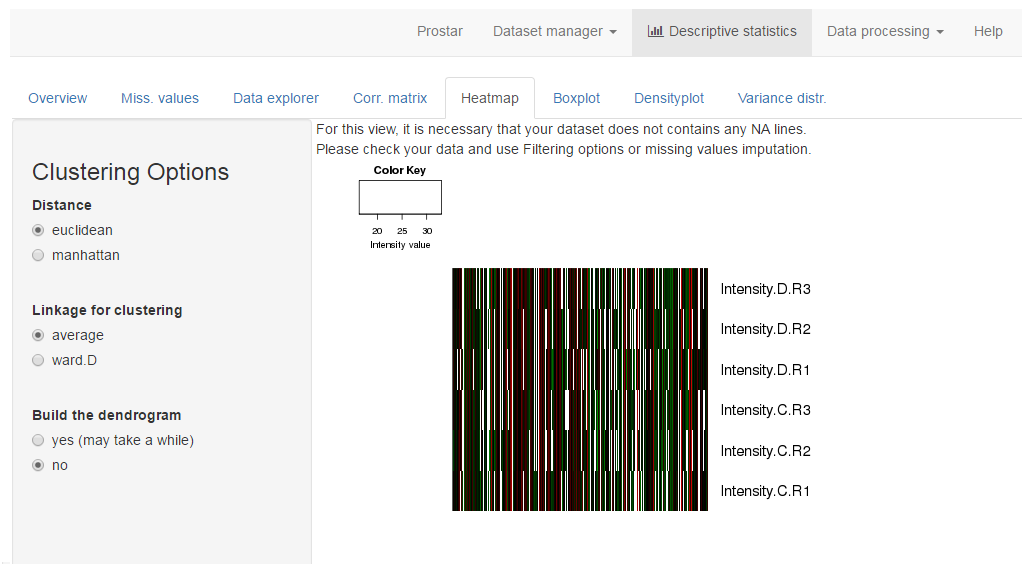 Prostar Dataset manager Descriptive statistics Data processing Help
Overview Miss. values Data explorer Corr. matrix Heatmap Boxplot Densityplot Variance distr.
For this view, it is necessary that your dataset does not contains any NA lines.
Please check your data and use Filtering options or missing values imputation.
Clustering Options
Distance
euclidean
manhattan
Linkage for clustering
average
ward.D
Build the dendrogram
yes (may take a while)
no
Color Key
20 25 30
Intensity value
Intensity.D.R3
Intensity.D.R2
Intensity.D.R1
Intensity.C.R3
Intensity.C.R2
Intensity.C.R1